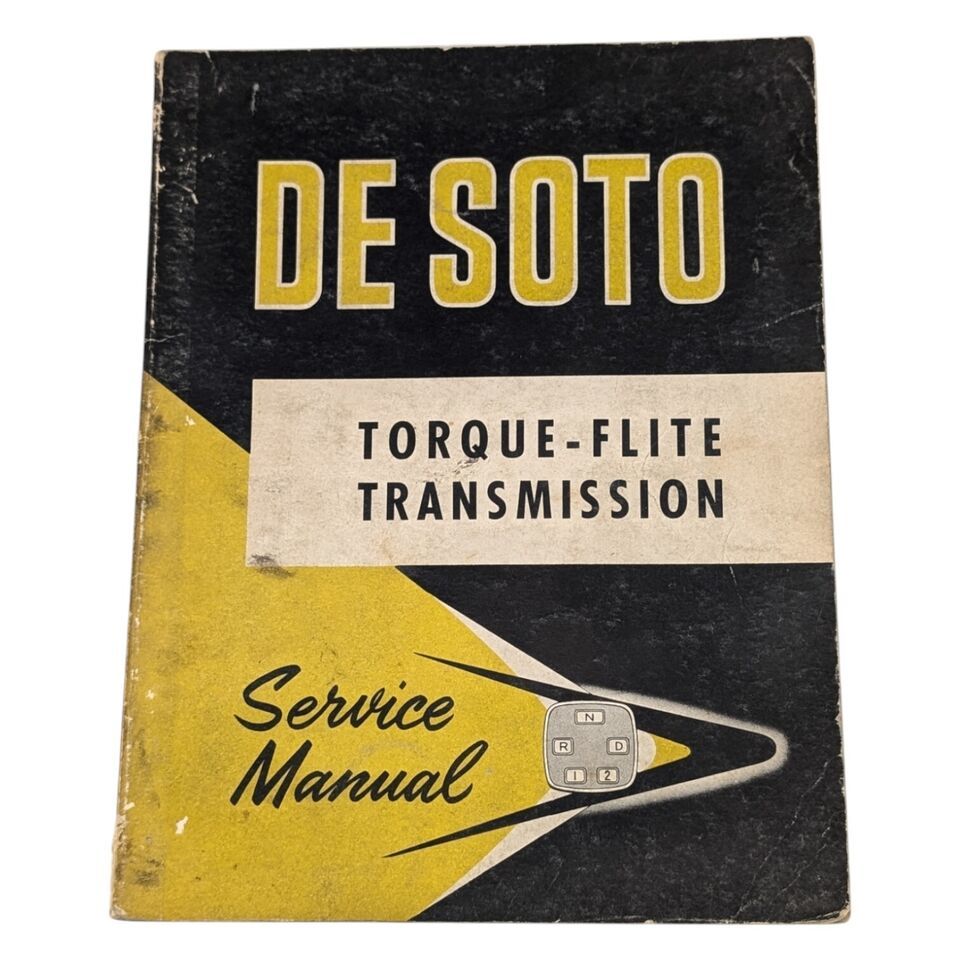 DE SOTO
TORQUE-FLITE
TRANSMISSION
Service
Manual
N
R D
1 2